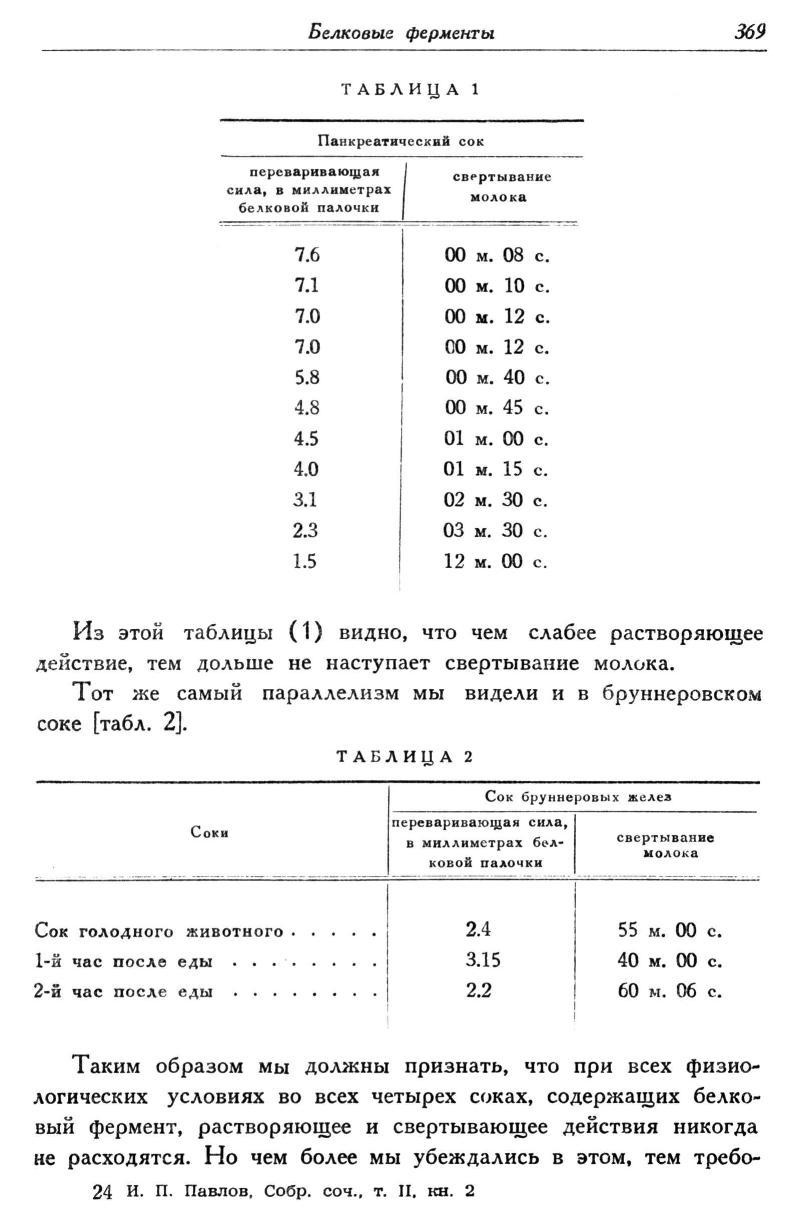 Белковые ферменты 369
ТАБЛИЦА 1
Панкреатический сок
переваривающая сила, в миллиметрах белковой палочки | свертывание молока
7.6 00 м. 08 с.
7.1 00 м. 10 с.
7.0 00 м. 12 с.
7.0 00 м. 12 с.
5.8 00 м. 40 с.
4.8 00 м. 45 с.
4.5 01 м. 00 с.
4.0 01 м. 15 с.
3.1 02 м. 30 с.
2.3 03 м. 30 с.
1.5 12 м. 00 с.
Из этой таблицы (1) видно, что чем слабее растворяющее
действие, тем дольше не наступает свертывание молока.
Тот же самый параллелизм мы видели и в бруннеровском
соке [табл. 2].
ТАБЛИЦА 2
Соки
Сок бруннеровых желез
переваривающая сила,
в миллиметрах бел-
ковой палочки
свертывание
молока
Сок голодного животного . . . . . 2.4 55 м. 00 с.
1-й час после еды . . . . . . . . 3.15 40 м. 00 с.
2-й час после еды . . . . . . . . 2.2 60 м. 06 с.
Таким образом мы должны признать, что при всех физио-
логических условиях во всех четырех соках, содержащих белко-
вый фермент, растворяющее и свертывающее действия никогда
не расходятся. Но чем более мы убеждались в этом, тем требо-
24 И. П. Павлов, Собр. соч., т. II, кн. 2